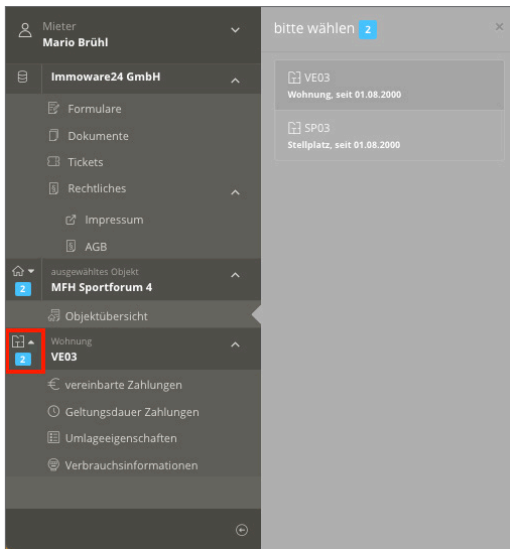 Mieter
Mario Brühl
Immoware24 GmbH
Formulare
Dokumente
Tickets
Rechtliches
Impressum
AGB
ausgewähltes Objekt
2 MFH Sportforum 4
Objektübersicht
Wohnung
2 VE03
vereinbarte Zahlungen
Geltungsdauer Zahlungen
Umlageeigenschaften
Verbrauchsinformationen
bitte wählen 2
VE03
Wohnung, seit 01.08.2000
SP03
Stellplatz, seit 01.08.2000